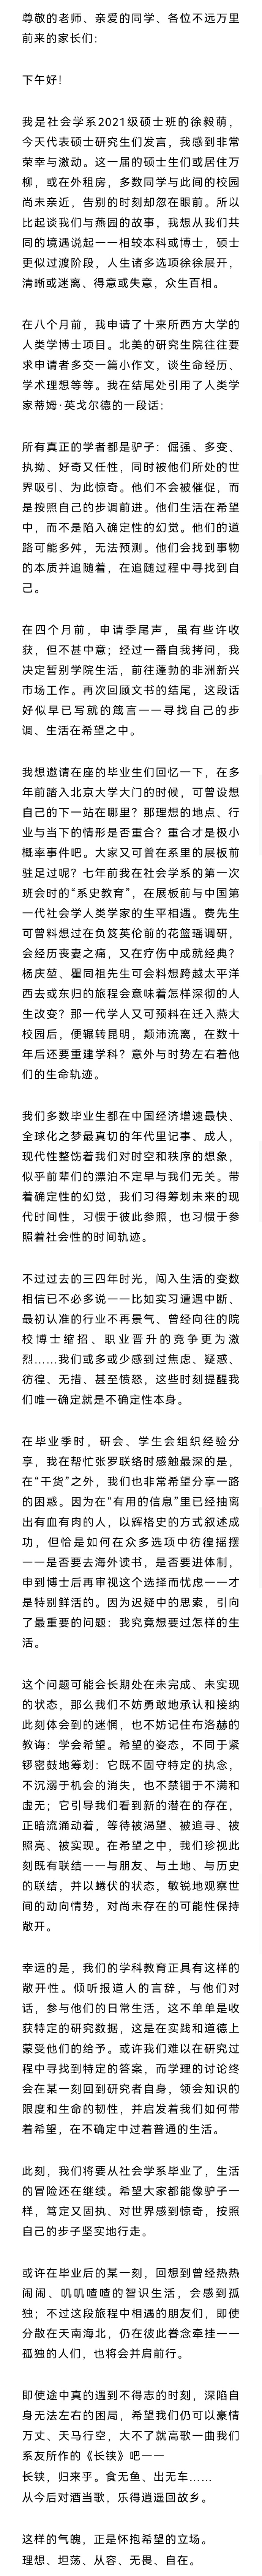 尊敬的老师、亲爱的同学、各位不远万里
前来的家长们：
下午好！
我是社会学系2021级硕士班的徐毅萌，
今天代表硕士研究生们发言，我感到非常
荣幸与激动。这一届的硕士生们或居住万
柳，或在外租房，多数同学与此间的校园
尚未亲近，告别的时刻却忽在眼前。所以
比起谈我们与燕园的故事，我想从我们共
同的境遇说起——相较本科或博士，硕士
更似过渡阶段，人生诸多选项徐徐展开，
清晰或迷离、得意或失意，众生百相。
在八个月前，我申请了十来所西方大学的
人类学博士项目。北美的研究生院往往要
求申请者多交一篇小作文，谈生命经历、
学术理想等等。我在结尾处引用了人类学
家蒂姆·英戈尔德的一段话：
所有真正的学者都是驴子：倔强、多变、
执拗、好奇又任性，同时被他们所处的世
界吸引、为此惊奇。他们不会被催促，而
是按照自己的步调前进。他们生活在希望
中，而不是陷入确定性的幻觉。他们的道
路可能多舛，无法预测。他们会找到事物
的本质并追随着，在追随过程中寻找到自
己。
在四个月前，申请季尾声，虽有些许收
获，但不甚中意；经过一番自我拷问，我
决定暂别学院生活，前往蓬勃的非洲新兴
市场工作。再次回顾文书的结尾，这段话
好似早已写就的箴言——寻找自己的步
调、生活在希望之中。
我想邀请在座的毕业生们回忆一下，在多
年前踏入北京大学大门的时候，可曾设想
自己的下一站在哪里？那理想的地点、行
业与当下的情形是否重合？重合才是极小
概率事件吧。大家又可曾在系里的展板前
驻足过呢？七年前我在社会学系的第一次
班会时的“系史教育”，在展板前与中国第
一代社会学人类学家的生平相遇。费先生
可曾料想过在负笈英伦前的花篮瑶调研，
会经历丧妻之痛，又在疗伤中成就经典？
杨庆堃、瞿同祖先生可会料想跨越太平洋
西去或东归的旅程会意味着怎样深彻的人
生改变？那一代学人又可预料在迁入燕大
校园后，便辗转昆明，颠沛流离，在数十
年后还要重建学科？意外与时势左右着他
们的生命轨迹。
我们多数毕业生都在中国经济增速最快、
全球化之梦最真切的年代里记事、成人，
现代性整饬着我们对时空和秩序的想象，
似乎前辈们的漂泊不定早与我们无关。带
着确定性的幻觉，我们习得筹划未来的现
代时间性，习惯于彼此参照，也习惯于参
照着社会性的时间轨迹。
不过过去的三四年时光，闯入生活的变数
相信已不必多说——比如实习遭遇中断、
最初认准的行业不再景气、曾经向往的院
校博士缩招、职业晋升的竞争更为激
烈……我们或多或少感到过焦虑、疑惑、
彷徨、无措、甚至愤怒，这些时刻提醒我
们唯一确定就是不确定性本身。
在毕业季时，研会、学生会组织经验分
享，我在帮忙张罗联络时感触最深的是，
在“干货”之外，我们也非常希望分享一路
的困惑。因为在“有用的信息”里已经抽离
出有血有肉的人，以辉格史的方式叙述成
功，但恰是如何在众多选项中彷徨摇摆
——是否要去海外读书，是否要进体制，
申到博士后再审视这个选择而忧虑——才
是特别鲜活的。因为迟疑中的思索，引向
了最重要的问题：我究竟想要过怎样的生
活。
这个问题可能会长期处在未完成、未实现
的状态，那么我们不妨勇敢地承认和接纳
此刻体会到的迷惘，也不妨记住布洛赫的
教诲：学会希望。希望的姿态，不同于紧
锣密鼓地筹划：它既不固守特定的执念，
不沉溺于机会的消失，也不禁锢于不满和
虚无；它引导我们看到新的潜在的存在，
正暗流涌动着，等待被渴望、被追寻、被
照亮、被实现。在希望之中，我们珍视此
刻既有联结——与朋友、与土地、与历史
的联结，并以蜷伏的状态，敏锐地观察世
间的动向情势，对尚未存在的可能性保持
敞开。
幸运的是，我们的学科教育正具有这样的
敞开性。倾听报道人的言辞，与他们对
话，参与他们的日常生活，这不单单是收
获特定的研究数据，这是在实践和道德上
蒙受他们的给予。或许我们难以在研究过
程中寻找到特定的答案，而学理的讨论终
会在某一刻回到研究者自身，领会知识的
限度和生命的韧性，并启发着我们如何带
着希望，在不确定中过着普通的生活。
此刻，我们将要从社会学系毕业了，生活
的冒险还在继续。希望大家都能像驴子一
样，笃定又固执、对世界感到惊奇，按照
自己的步子坚实地行走。
或许在毕业后的某一刻，回想到曾经热热
闹闹、叽叽喳喳的智识生活，会感到孤
独；不过这段旅程中相遇的朋友们，即使
分散在天南海北，仍在彼此眷念牵挂——
孤独的人们，也将会并肩前行。
即使途中真的遇到不得志的时刻，深陷自
身无法左右的困局，希望我们仍可以豪情
万丈、天马行空，大不了就高歌一曲我们
系友所作的《长铗》吧——
长铗，归来乎。食无鱼、出无车……
从今后对酒当歌，乐得逍遥回故乡。
这样的气魄，正是怀抱希望的立场。
理想、坦荡、从容、无畏、自在。